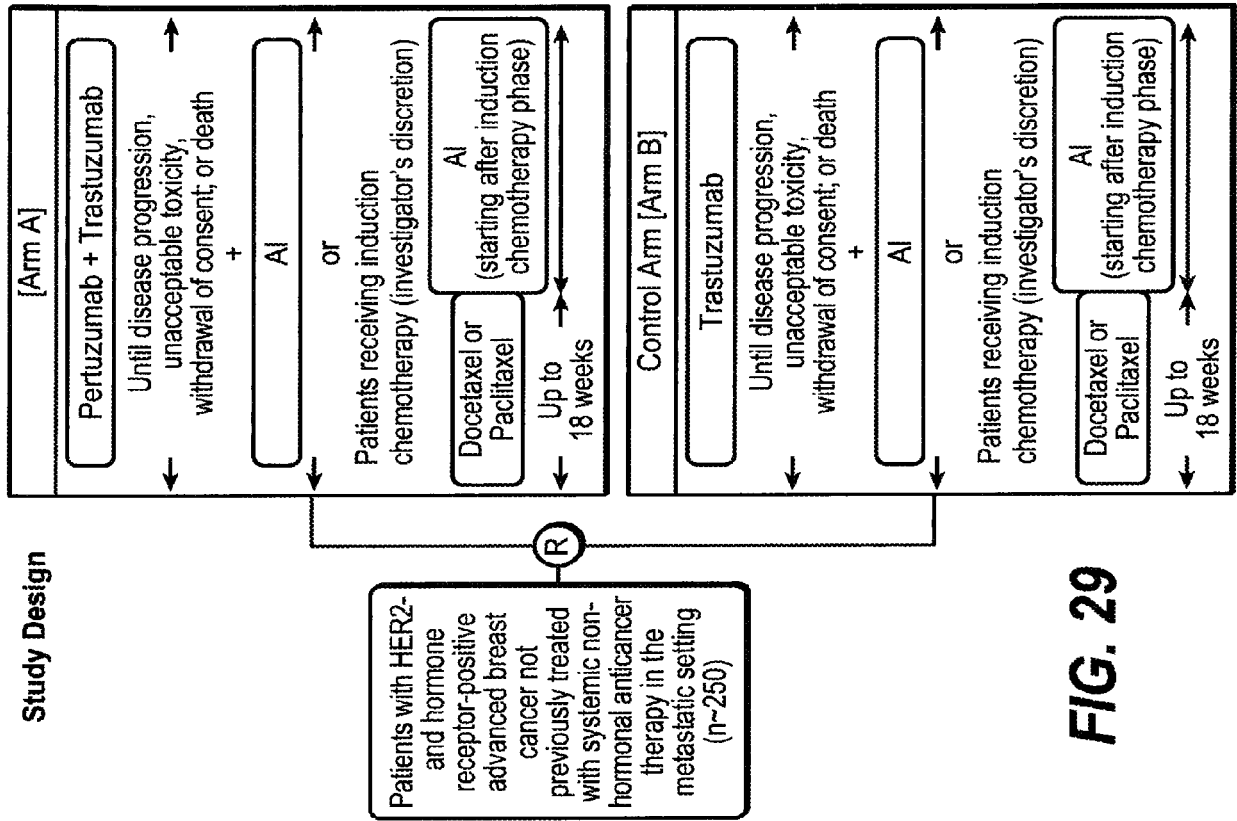 Study Design
Patients with HER2-
and hormone
receptor-positive
advanced breast
cancer not
previously treated
with systemic non-
hormonal anticancer
therapy in the
metastatic setting
(n~250)
R
[Arm A]
Pertuzumab + Trastuzumab
Until disease progression,
unacceptable toxicity,
withdrawal of consent; or death
+
AI
or
Patients receiving induction
chemotherapy (investigator's discretion)
Docetaxel or
Paclitaxel
AI
(starting after induction
chemotherapy phase)
Up to
18 weeks
Control Arm [Arm B]
Trastuzumab
Until disease progression,
unacceptable toxicity,
withdrawal of consent; or death
+
AI
or
Patients receiving induction
chemotherapy (investigator's discretion)
Docetaxel or
Paclitaxel
AI
(starting after induction
chemotherapy phase)
Up to
18 weeks
FIG. 29